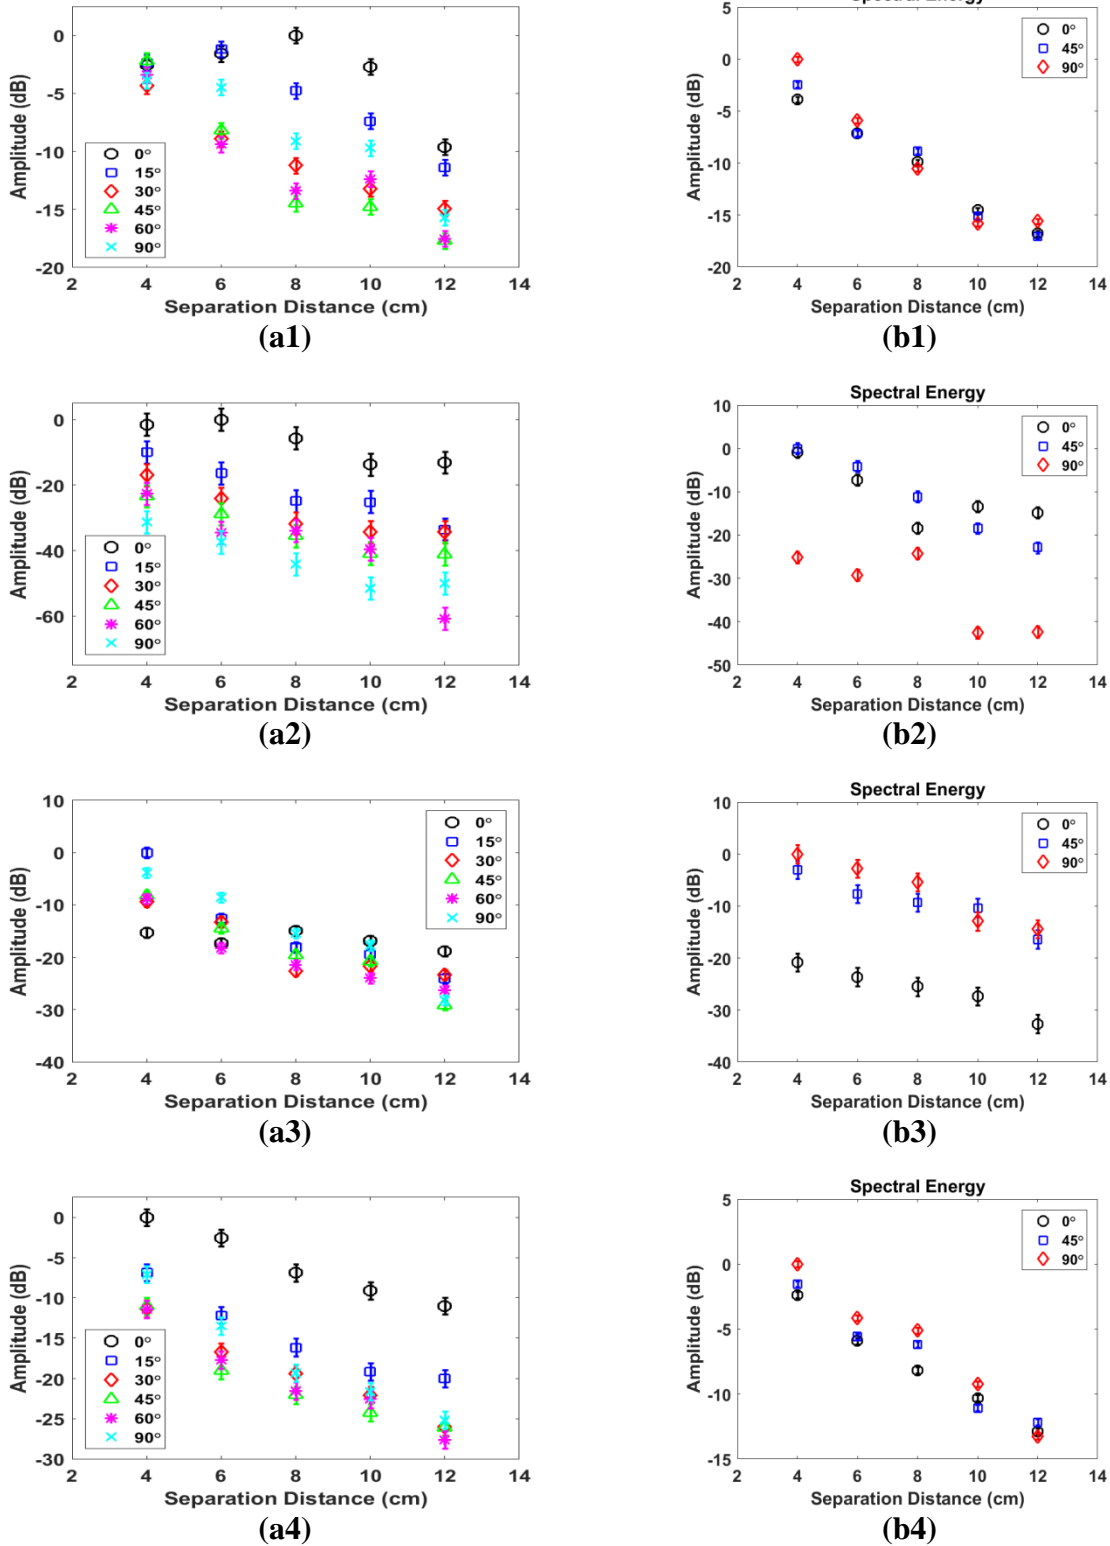 0
-5
-10
-15
-20
Amplitude (dB)
0°
15°
30°
45°
60°
90°
2 4 6 8 10 12 14
Separation Distance (cm)
(a1)
Spectral Energy
5
0
-5
-10
-15
-20
Amplitude (dB)
0°
45°
90°
2 4 6 8 10 12 14
Separation Distance (cm)
(b1)
0
-20
-40
-60
Amplitude (dB)
0°
15°
30°
45°
60°
90°
2 4 6 8 10 12 14
Separation Distance (cm)
(a2)
Spectral Energy
10
0
-10
-20
-30
-40
-50
Amplitude (dB)
0°
45°
90°
2 4 6 8 10 12 14
Separation Distance (cm)
(b2)
10
0
-10
-20
-30
-40
Amplitude (dB)
0°
15°
30°
45°
60°
90°
2 4 6 8 10 12 14
Separation Distance (cm)
(a3)
Spectral Energy
10
0
-10
-20
-30
-40
Amplitude (dB)
0°
45°
90°
2 4 6 8 10 12 14
Separation Distance (cm)
(b3)
0
-5
-10
-15
-20
-25
-30
Amplitude (dB)
0°
15°
30°
45°
60°
90°
2 4 6 8 10 12 14
Separation Distance (cm)
(a4)
Spectral Energy
5
0
-5
-10
-15
Amplitude (dB)
0°
45°
90°
2 4 6 8 10 12 14
Separation Distance (cm)
(b4)